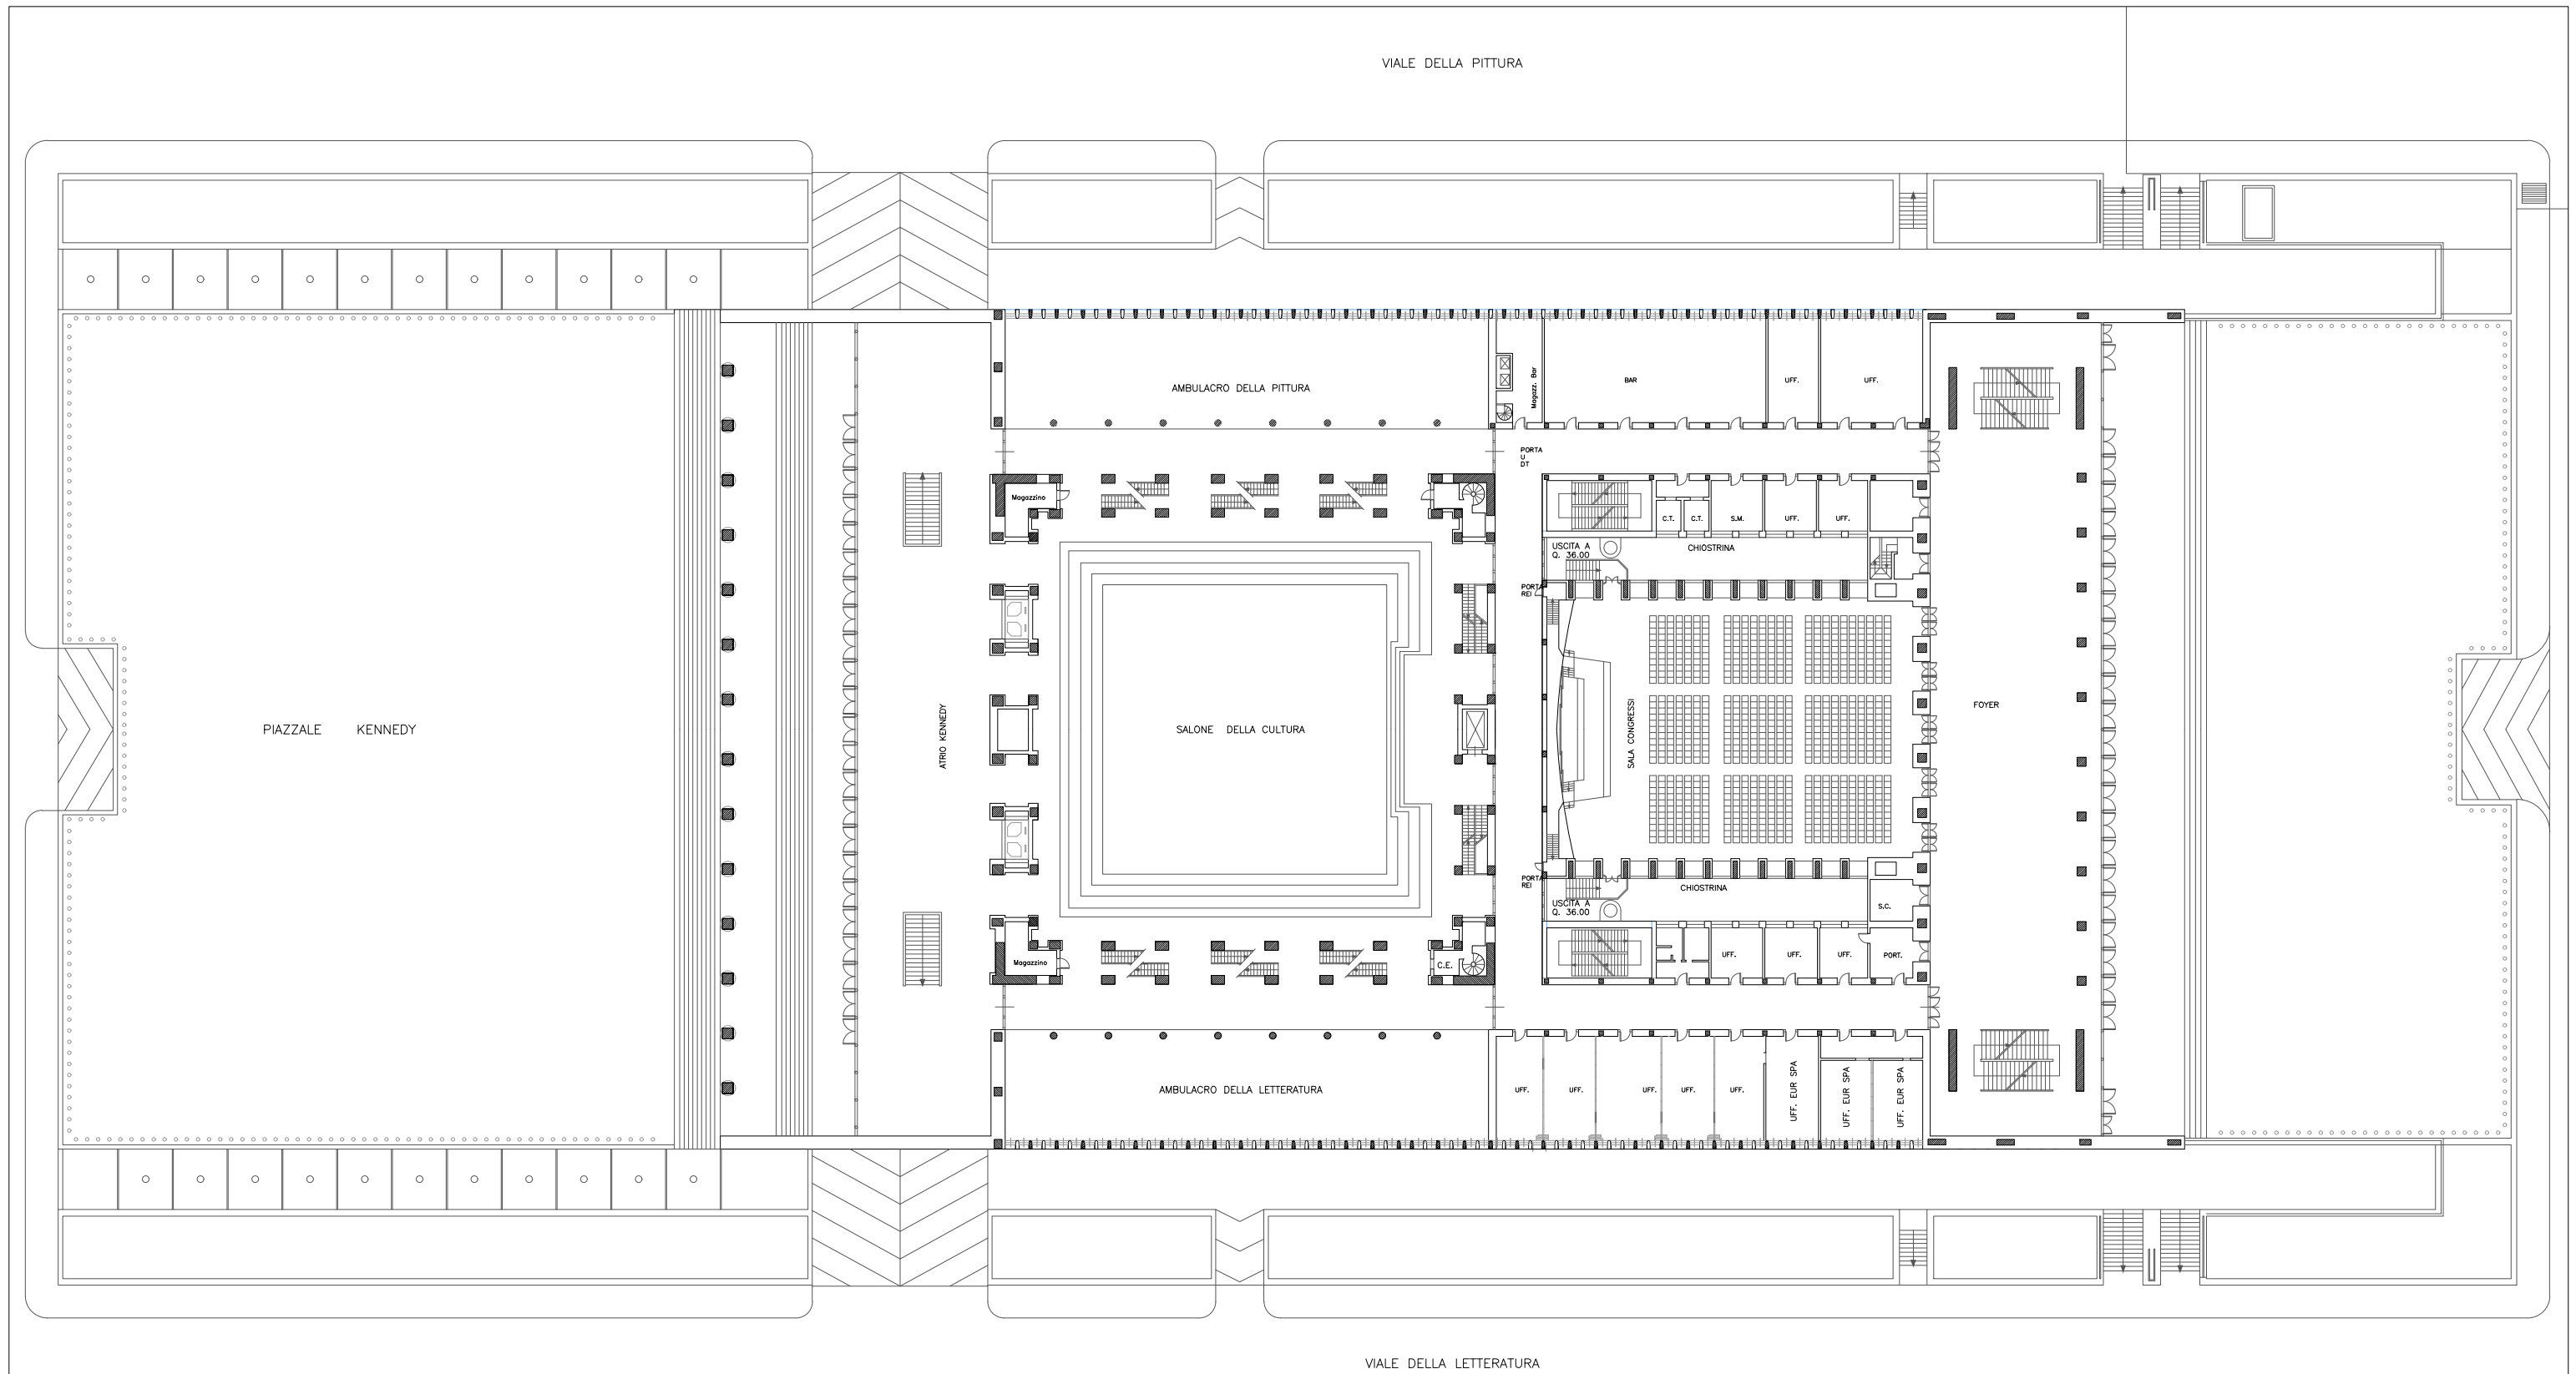 VIALE DELLA PITTURA
AMBULACRO DELLA PITTURA
Magazz. Bar
BAR
UFF.
UFF.
PORTA
U
DT
Magazzino
C.T.
C.T.
S.M.
UFF.
UFF.
USCITA A
Q. 36.00
CHIOSTRINA
PORTA
REI
PIAZZALE KENNEDY
ATRIO KENNEDY
SALONE DELLA CULTURA
SALA CONGRESSI
FOYER
PORTA
REI
CHIOSTRINA
USCITA A
Q. 36.00
S.C.
Magazzino
C.E.
UFF.
UFF.
UFF.
PORT.
AMBULACRO DELLA LETTERATURA
UFF.
UFF.
UFF.
UFF.
UFF.
UFF. EUR SPA
UFF. EUR SPA
UFF. EUR SPA
VIALE DELLA LETTERATURA